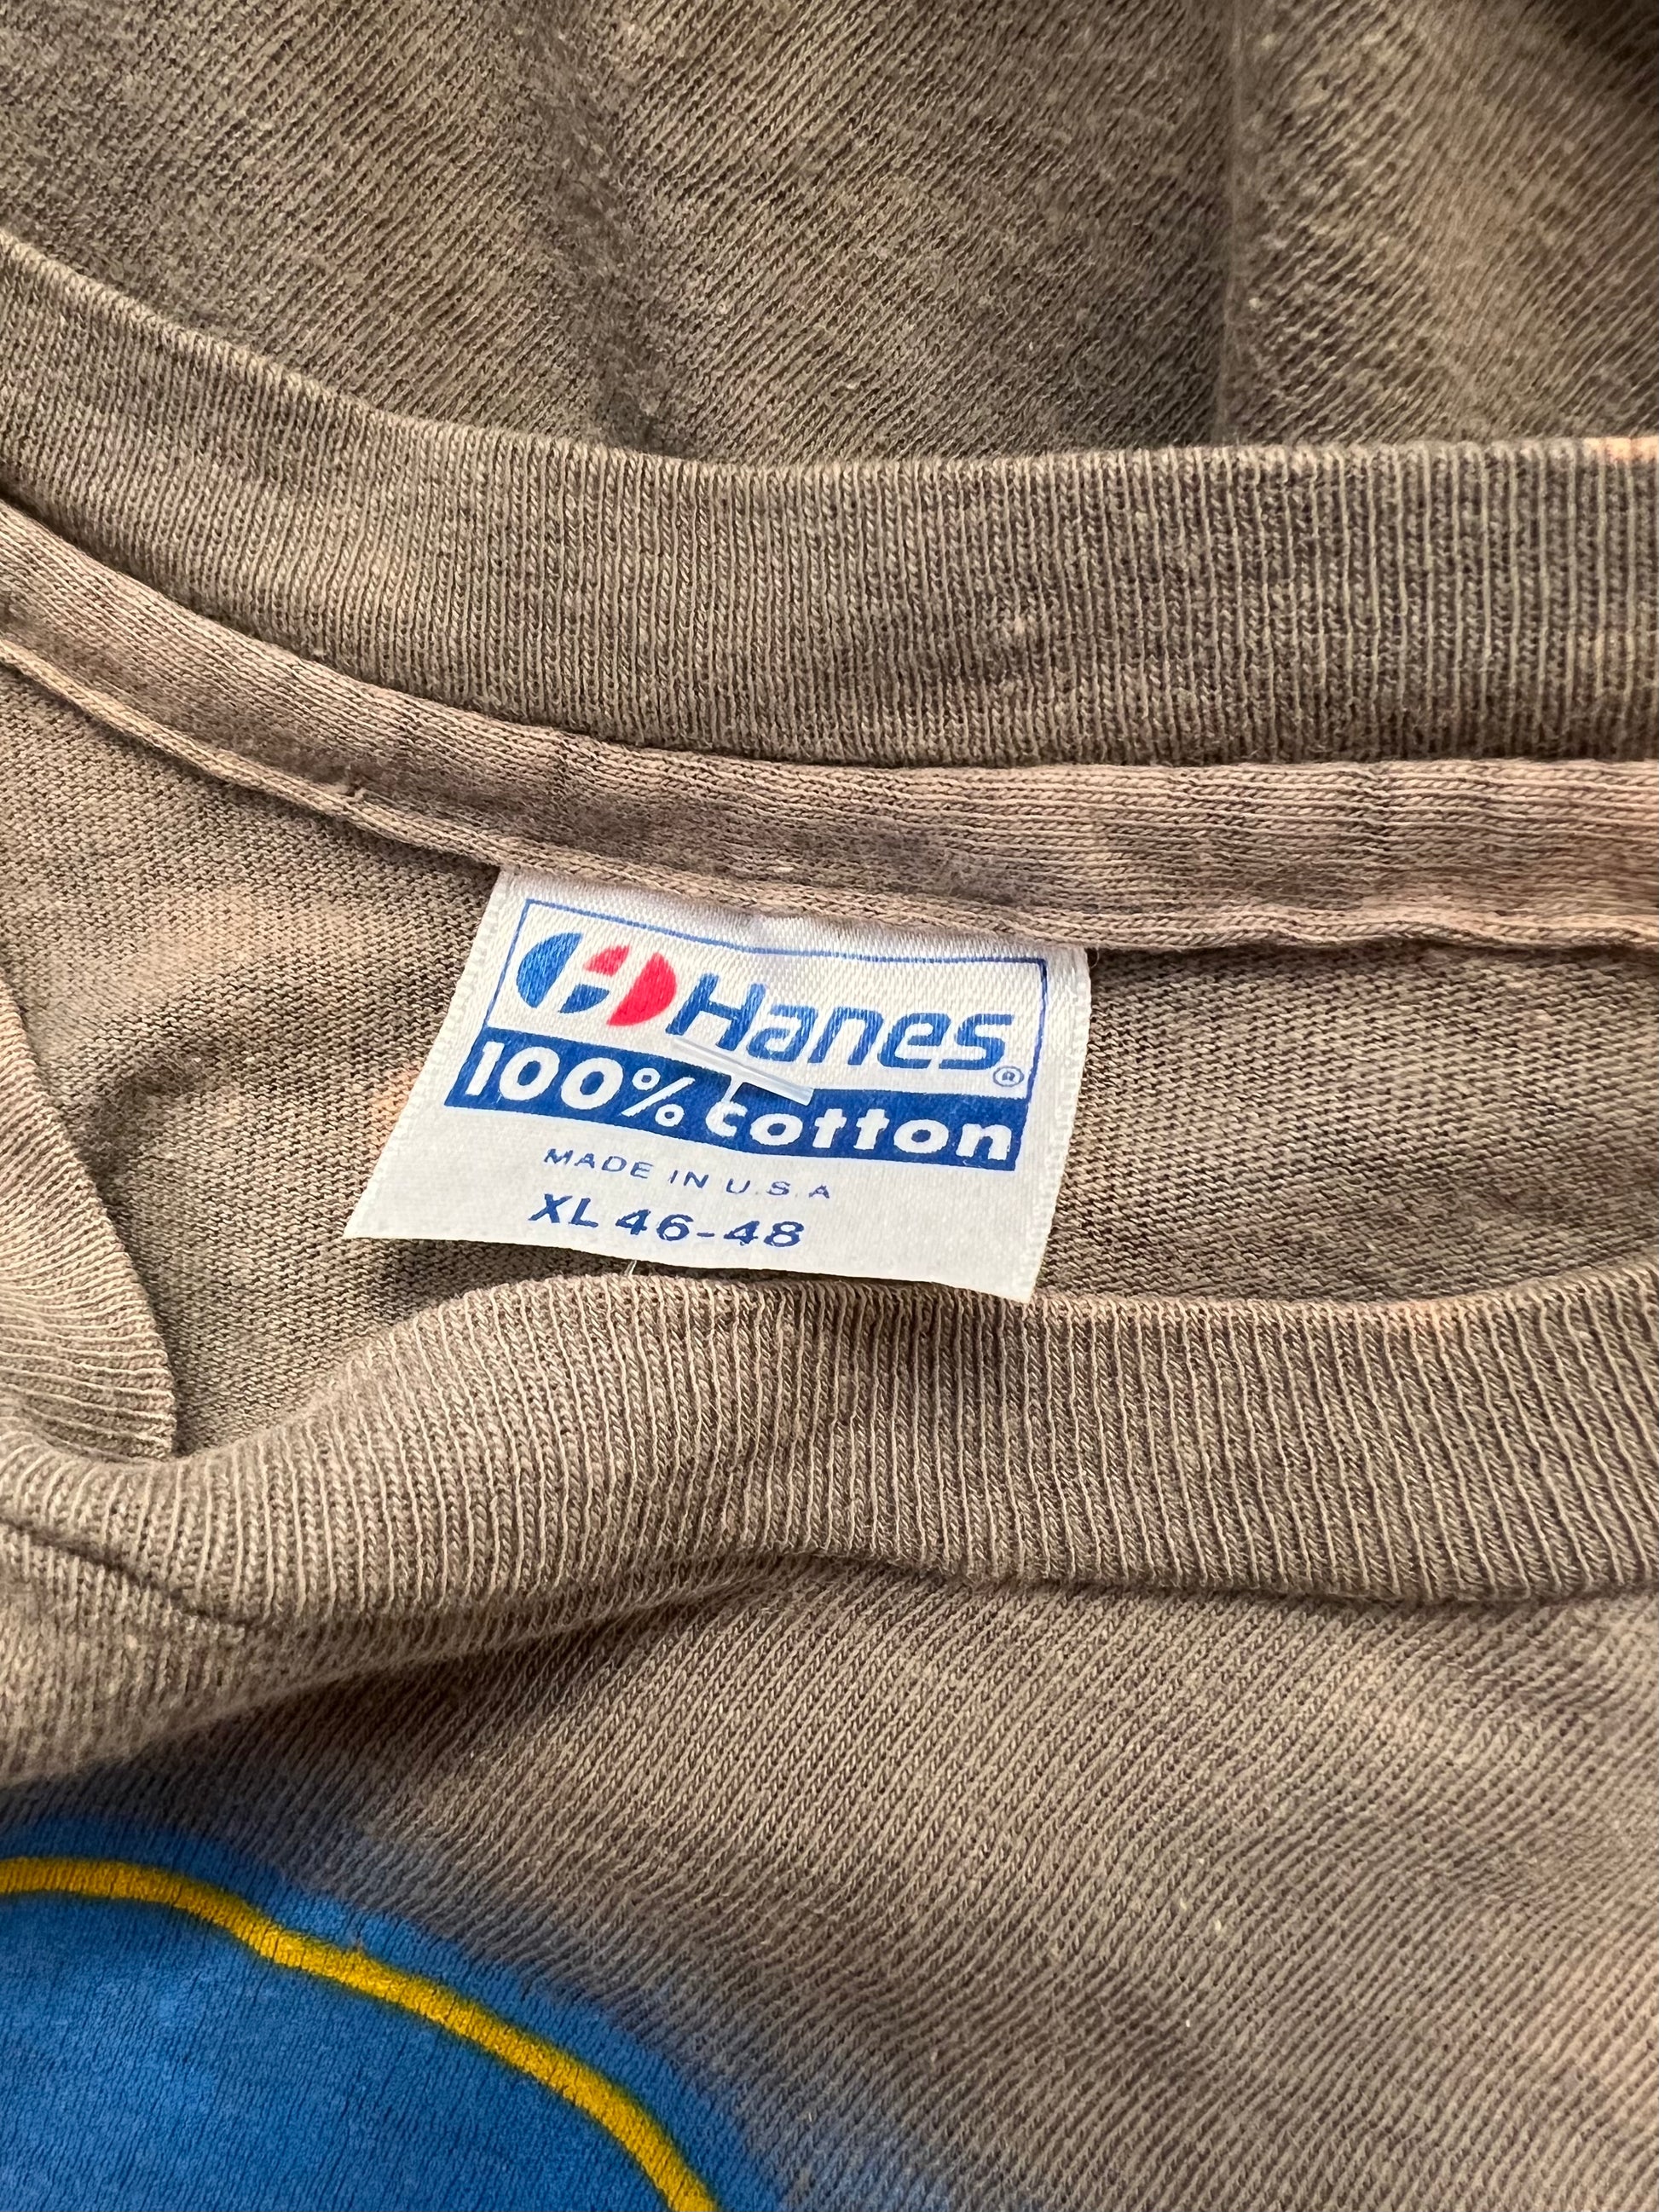 Hanes®
100% cotton
MADE IN U.S.A
XL 46-48